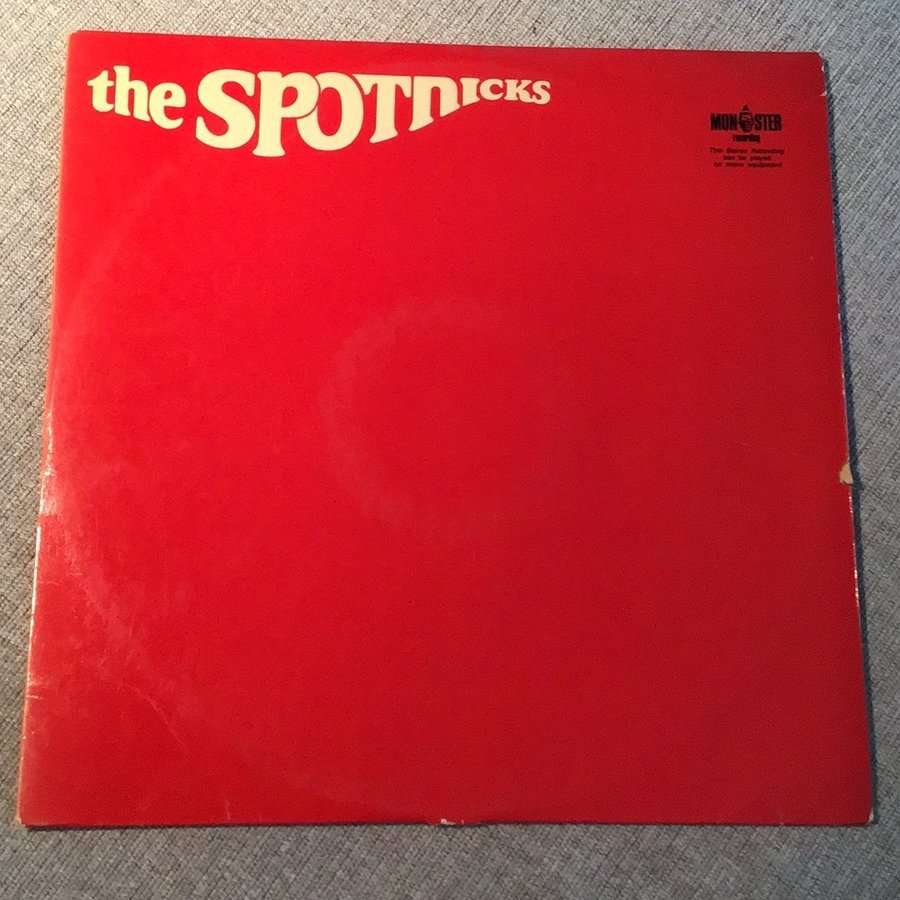 the SPOTNICKS
MONSTER
recording
This Stereo Recording
can be played
on mono equipment